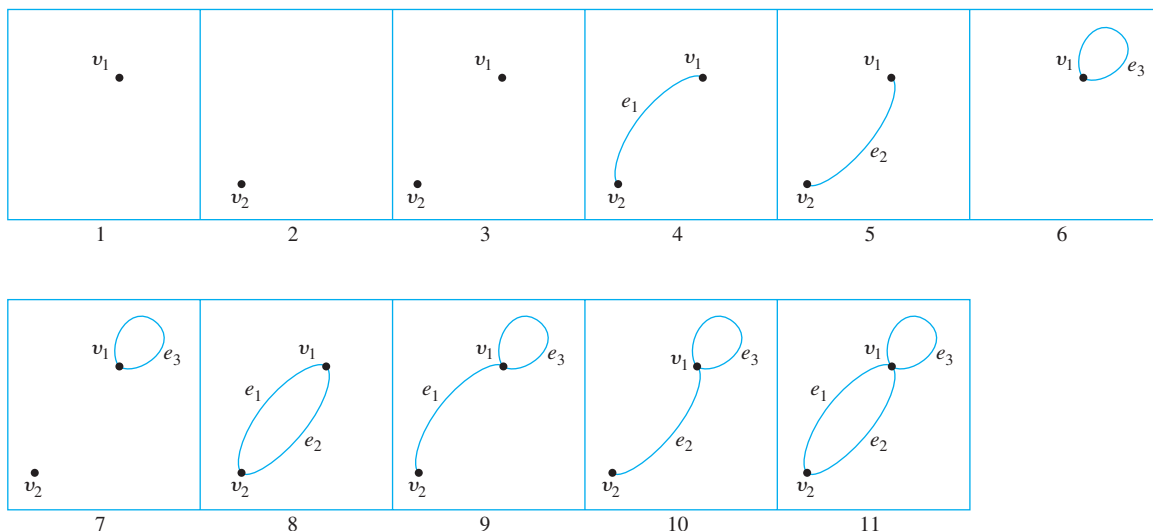 v₁ v₁ v₁ v₁ v₁
e₃
e₁
e₂
v₂ v₂ v₂ v₂
1 2 3 4 5 6
v₁ e₃ v₁ v₁ e₃ v₁ e₃ v₁ e₃
e₁ e₁ e₁
e₂ e₂ e₂
v₂ v₂ v₂ v₂ v₂
7 8 9 10 11